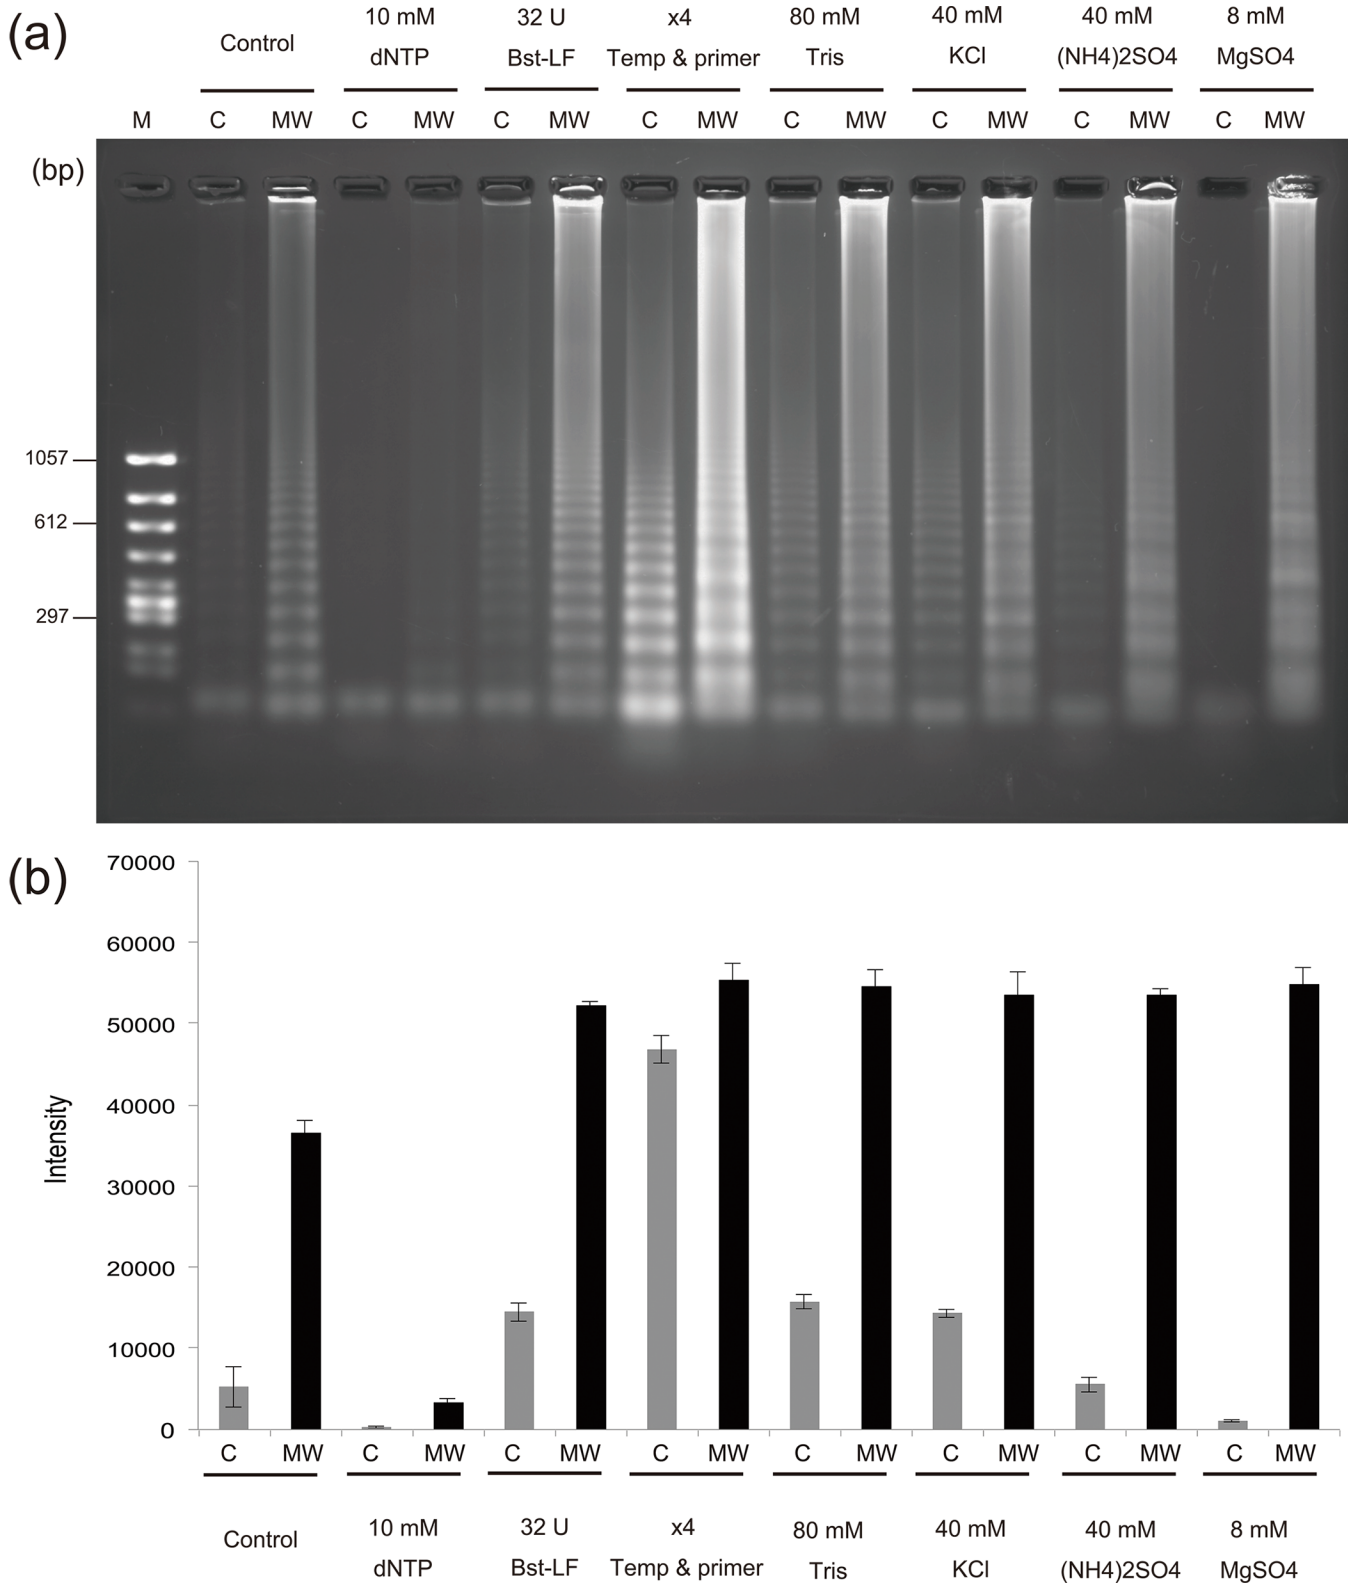 (a)
Control
10 mM
dNTP
32 U
Bst-LF
x4
Temp & primer
80 mM
Tris
40 mM
KCl
40 mM
(NH4)2SO4
8 mM
MgSO4
M C MW C MW C MW C MW C MW C MW C MW C MW
(bp)
1057
612
297
(b)
70000
60000
50000
40000
30000
20000
10000
0
Intensity
C MW C MW C MW C MW C MW C MW C MW C MW
Control
10 mM
dNTP
32 U
Bst-LF
x4
Temp & primer
80 mM
Tris
40 mM
KCl
40 mM
(NH4)2SO4
8 mM
MgSO4